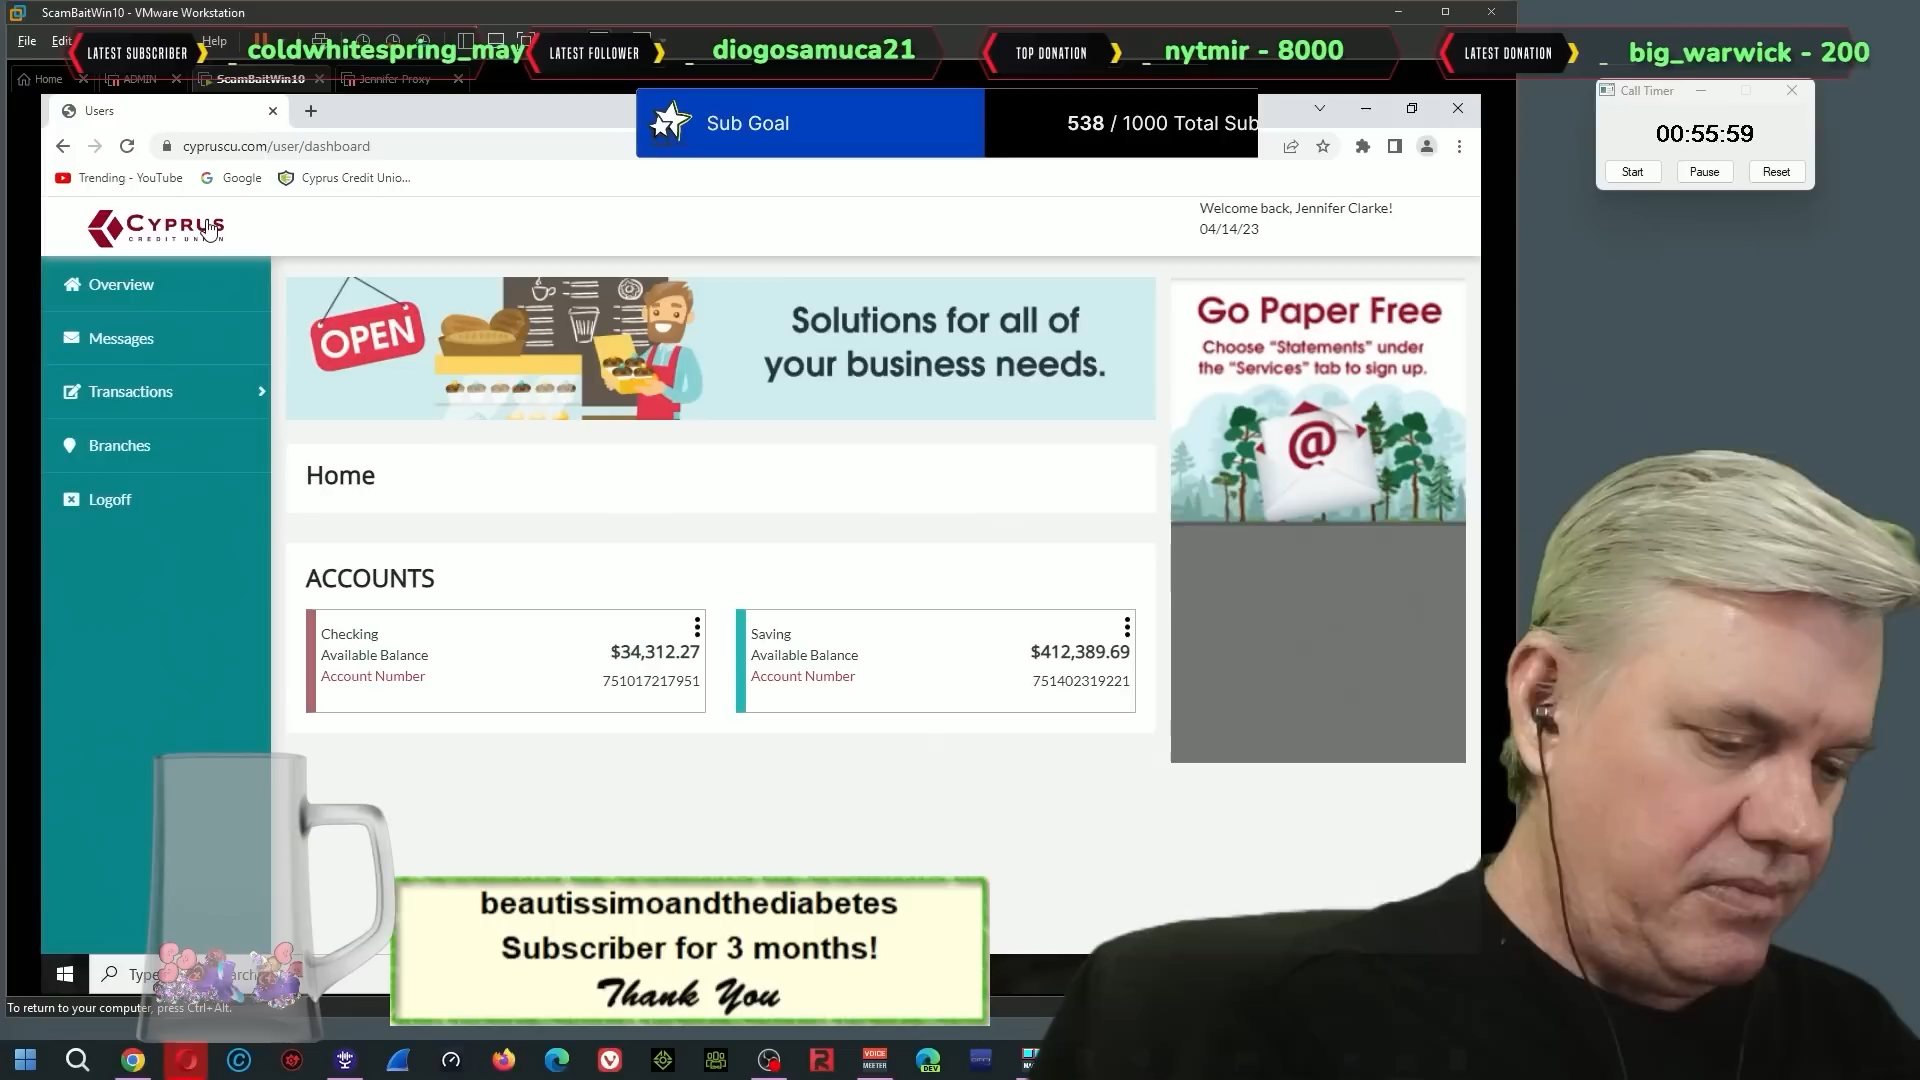 ScamBaitWin10 - VMware Workstation
File Edit Help
LATEST SUBSCRIBER coldwhitespring_may
LATEST FOLLOWER diogosamuca21
TOP DONATION nytmir - 8000
LATEST DONATION big_warwick - 200
Home ADMIN ScamBaitWin10 Jennifer Proxy
Call Timer
00:55:59
Start Pause Reset
Users
Sub Goal 538 / 1000 Total Sub
cypruscu.com/user/dashboard
Trending - YouTube Google Cyprus Credit Unio...
CYPRUS
CREDIT UNION
Welcome back, Jennifer Clarke!
04/14/23
Overview
Messages
Transactions
Branches
Logoff
OPEN
Solutions for all of
your business needs.
Go Paper Free
Choose “Statements” under
the “Services” tab to sign up.
@
Home
ACCOUNTS
Checking
Available Balance $34,312.27
Account Number 751017217951
Saving
Available Balance $412,389.69
Account Number 751402319221
beautissimoandthediabetes
Subscriber for 3 months!
Thank You
Type
To return to your computer, press Ctrl+Alt.
VOICE
MEETER
DEV